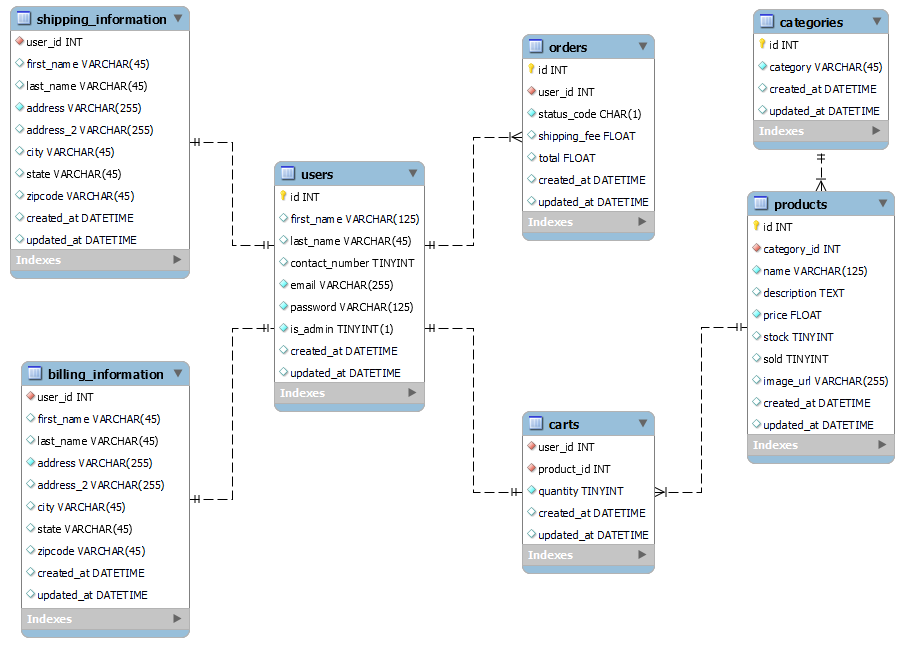 shipping_information
user_id INT
first_name VARCHAR(45)
last_name VARCHAR(45)
address VARCHAR(255)
address_2 VARCHAR(255)
city VARCHAR(45)
state VARCHAR(45)
zipcode VARCHAR(45)
created_at DATETIME
updated_at DATETIME
Indexes
billing_information
user_id INT
first_name VARCHAR(45)
last_name VARCHAR(45)
address VARCHAR(255)
address_2 VARCHAR(255)
city VARCHAR(45)
state VARCHAR(45)
zipcode VARCHAR(45)
created_at DATETIME
updated_at DATETIME
Indexes
users
id INT
first_name VARCHAR(125)
last_name VARCHAR(45)
contact_number TINYINT
email VARCHAR(255)
password VARCHAR(125)
is_admin TINYINT(1)
created_at DATETIME
updated_at DATETIME
Indexes
orders
id INT
user_id INT
status_code CHAR(1)
shipping_fee FLOAT
total FLOAT
created_at DATETIME
updated_at DATETIME
Indexes
carts
user_id INT
product_id INT
quantity TINYINT
created_at DATETIME
updated_at DATETIME
Indexes
categories
id INT
category VARCHAR(45)
created_at DATETIME
updated_at DATETIME
Indexes
products
id INT
category_id INT
name VARCHAR(125)
description TEXT
price FLOAT
stock TINYINT
sold TINYINT
image_url VARCHAR(255)
created_at DATETIME
updated_at DATETIME
Indexes